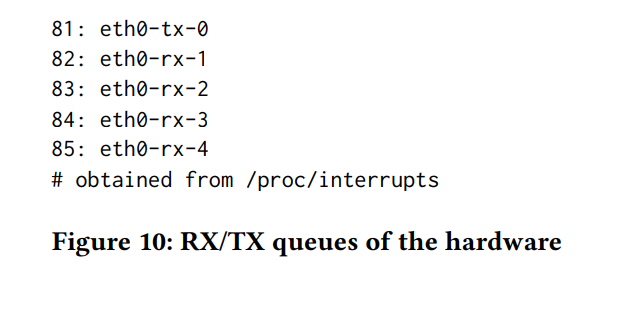 81: eth0-tx-0
82: eth0-rx-1
83: eth0-rx-2
84: eth0-rx-3
85: eth0-rx-4
# obtained from /proc/interrupts
Figure 10: RX/TX queues of the hardware